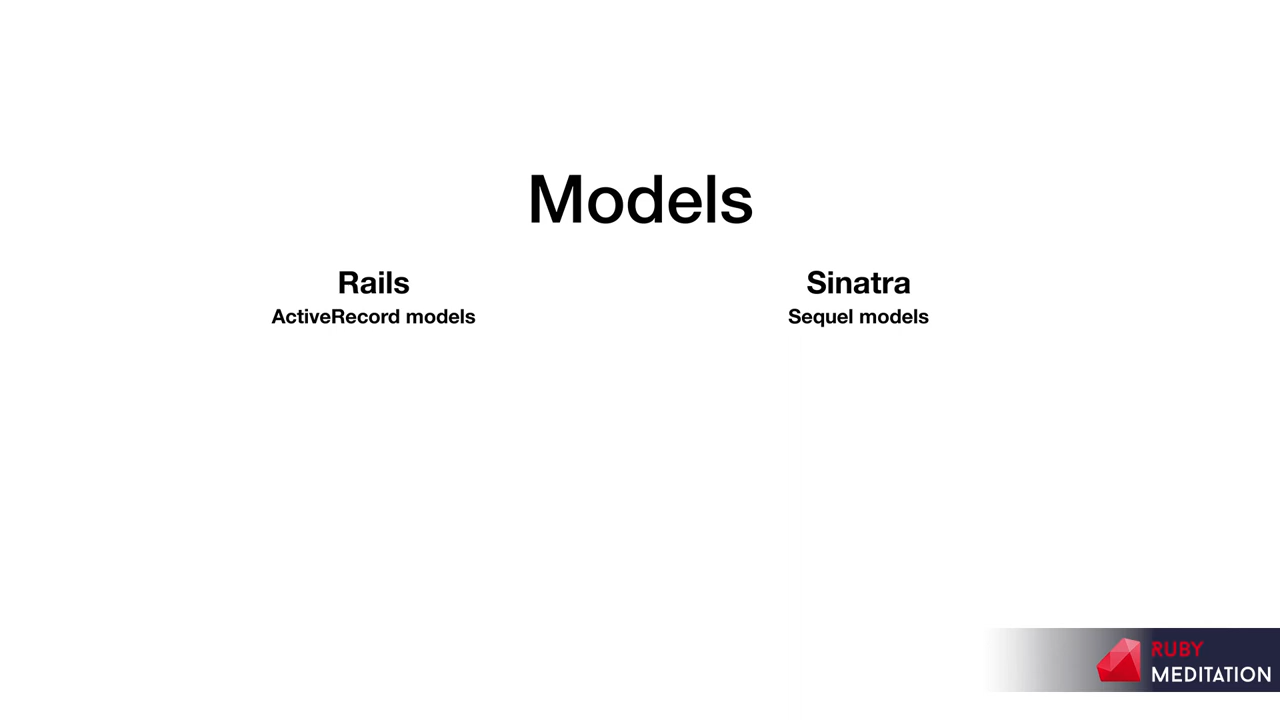 Models
Rails
ActiveRecord models
Sinatra
Sequel models
RUBY
MEDITATION